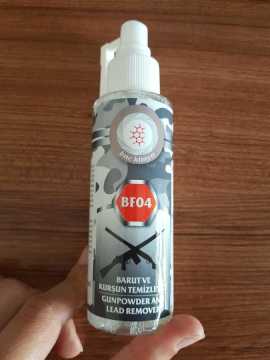 BF04
BARUT VE
KURŞUN TEMİZLE
GUNPOWDER AN
LEAD REMOVER